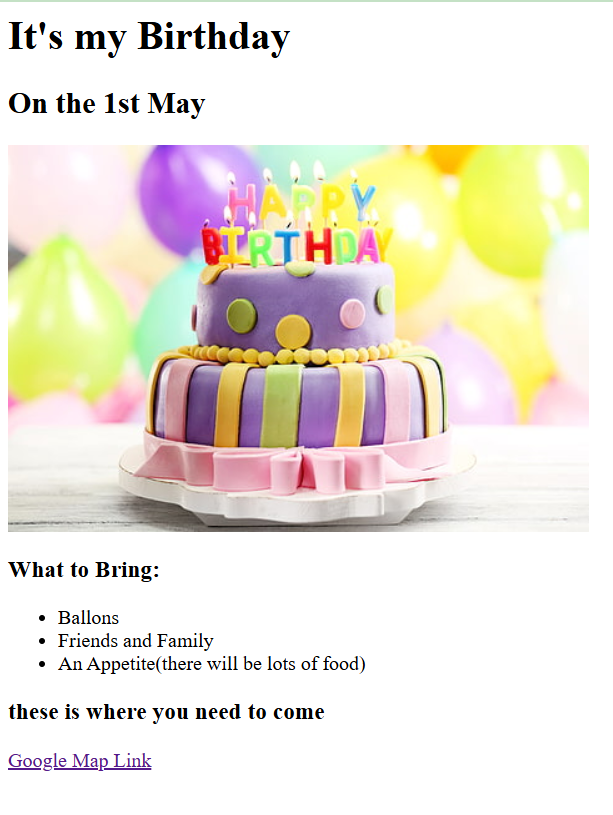 It's my Birthday
On the 1st May
HAPPY
BIRTHDAY
What to Bring:
Ballons
Friends and Family
An Appetite(there will be lots of food)
these is where you need to come
Google Map Link